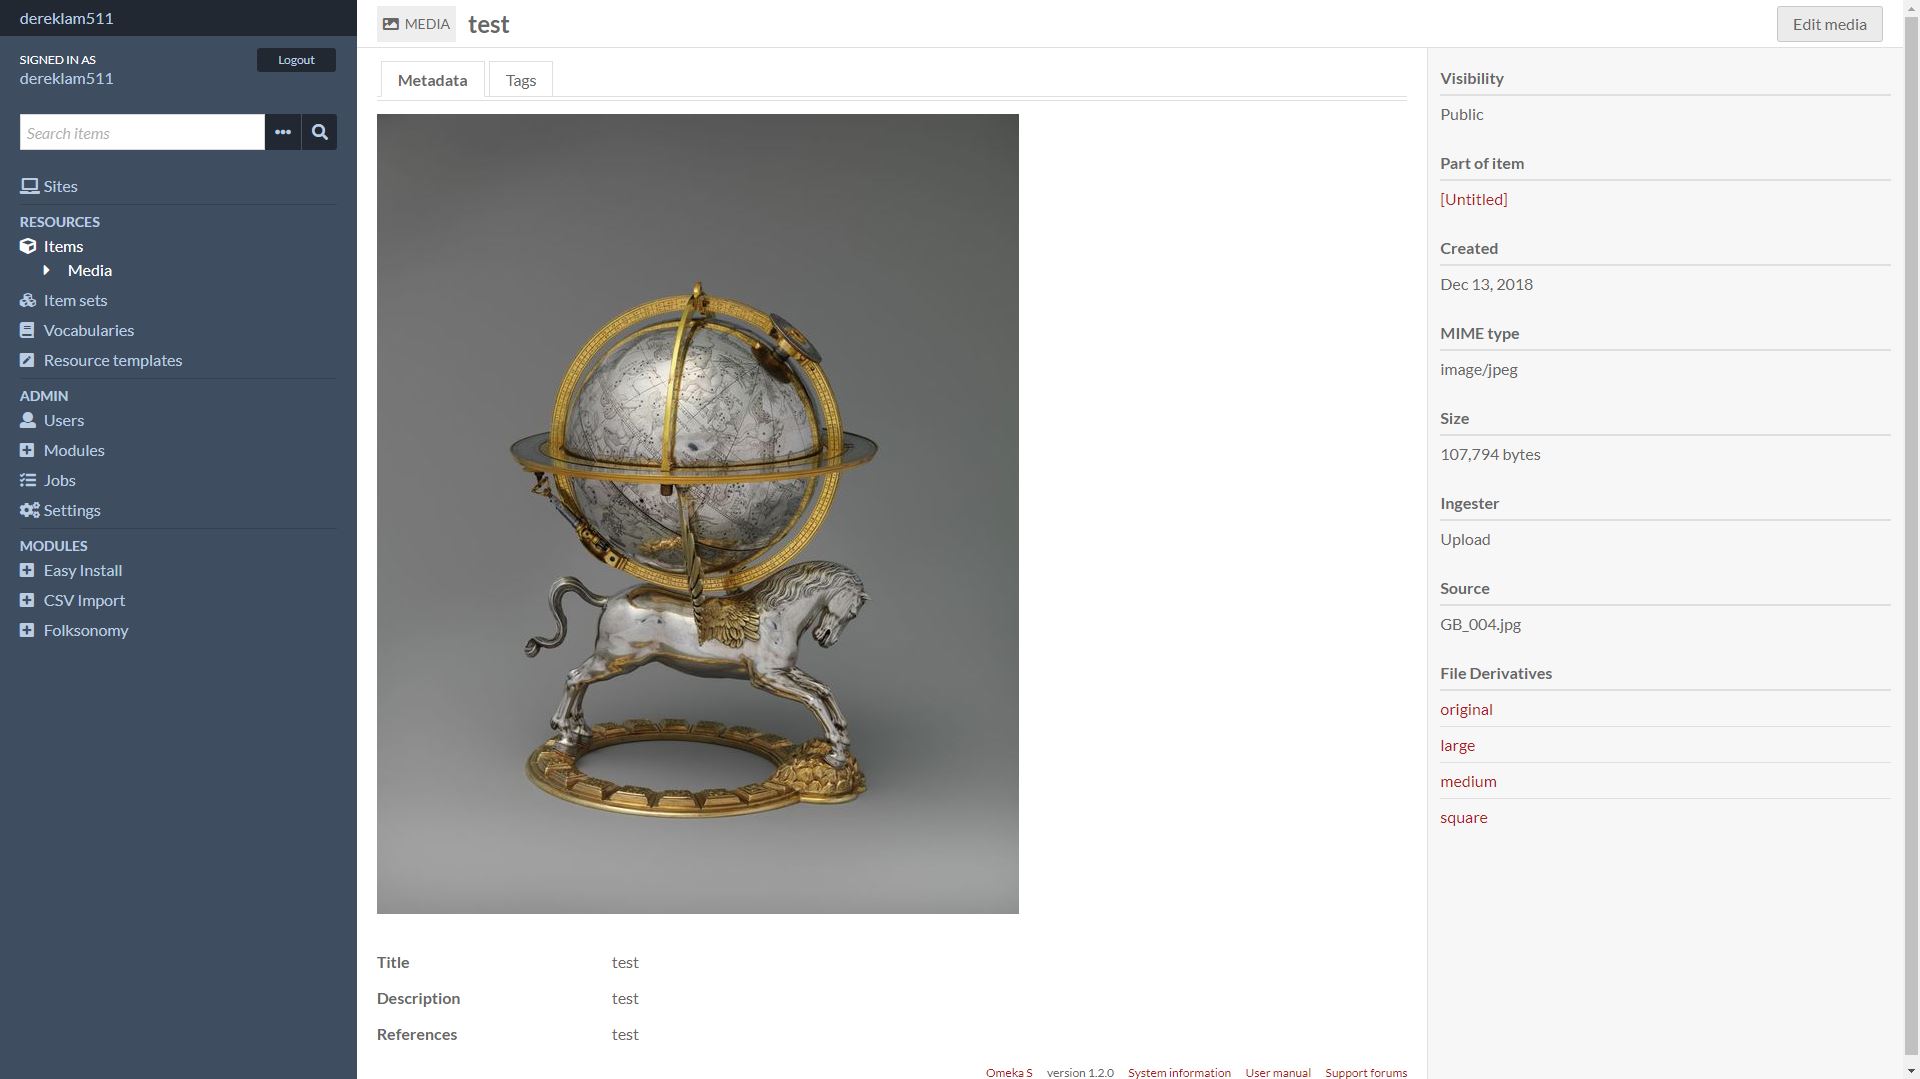 dereklam511
SIGNED IN AS
dereklam511
Logout
Search items
Sites
RESOURCES
Items
Media
Item sets
Vocabularies
Resource templates
ADMIN
Users
Modules
Jobs
Settings
MODULES
Easy Install
CSV Import
Folksonomy
MEDIA test
Edit media
Metadata
Tags
Title test
Description test
References test
Visibility
Public
Part of item
[Untitled]
Created
Dec 13, 2018
MIME type
image/jpeg
Size
107,794 bytes
Ingester
Upload
Source
GB_004.jpg
File Derivatives
original
large
medium
square
Omeka S version 1.2.0 System information User manual Support forums